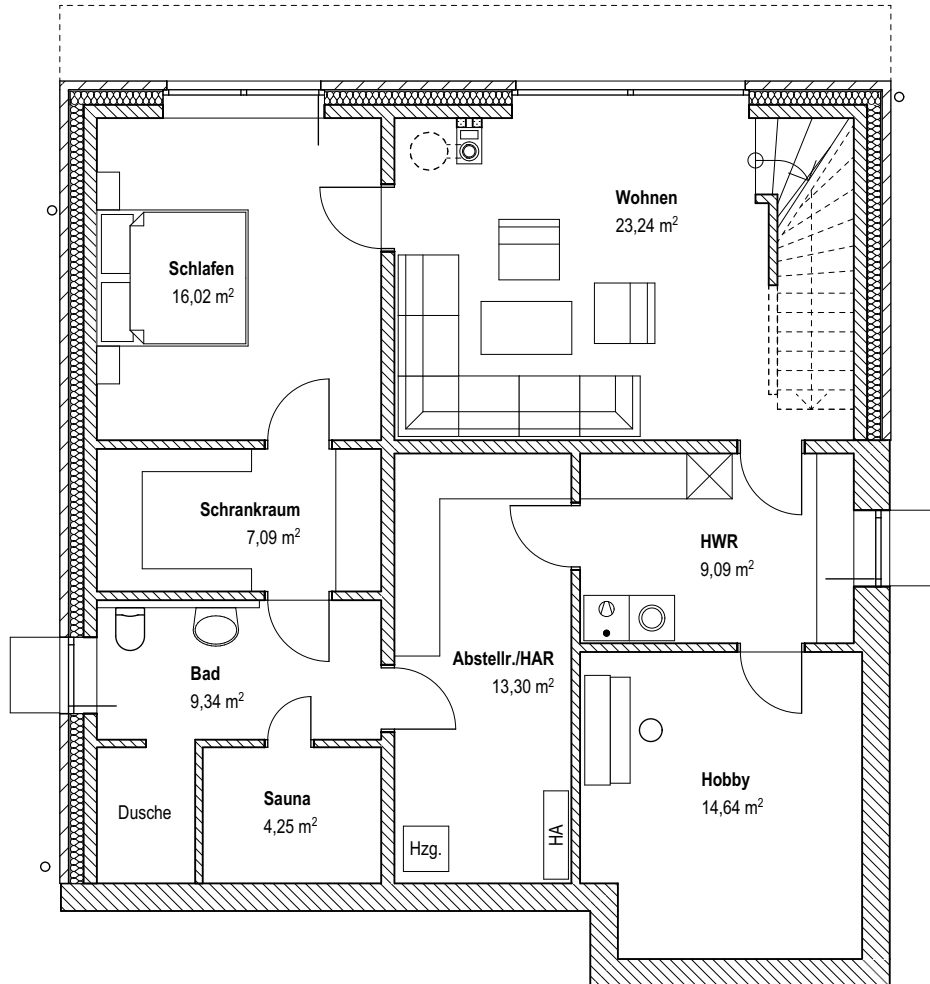 Wohnen
23,24 m²
Schlafen
16,02 m²
Schrankraum
7,09 m²
HWR
9,09 m²
Abstellr./HAR
13,30 m²
Bad
9,34 m²
Hobby
14,64 m²
Sauna
4,25 m²
Dusche
Hzg.
HA